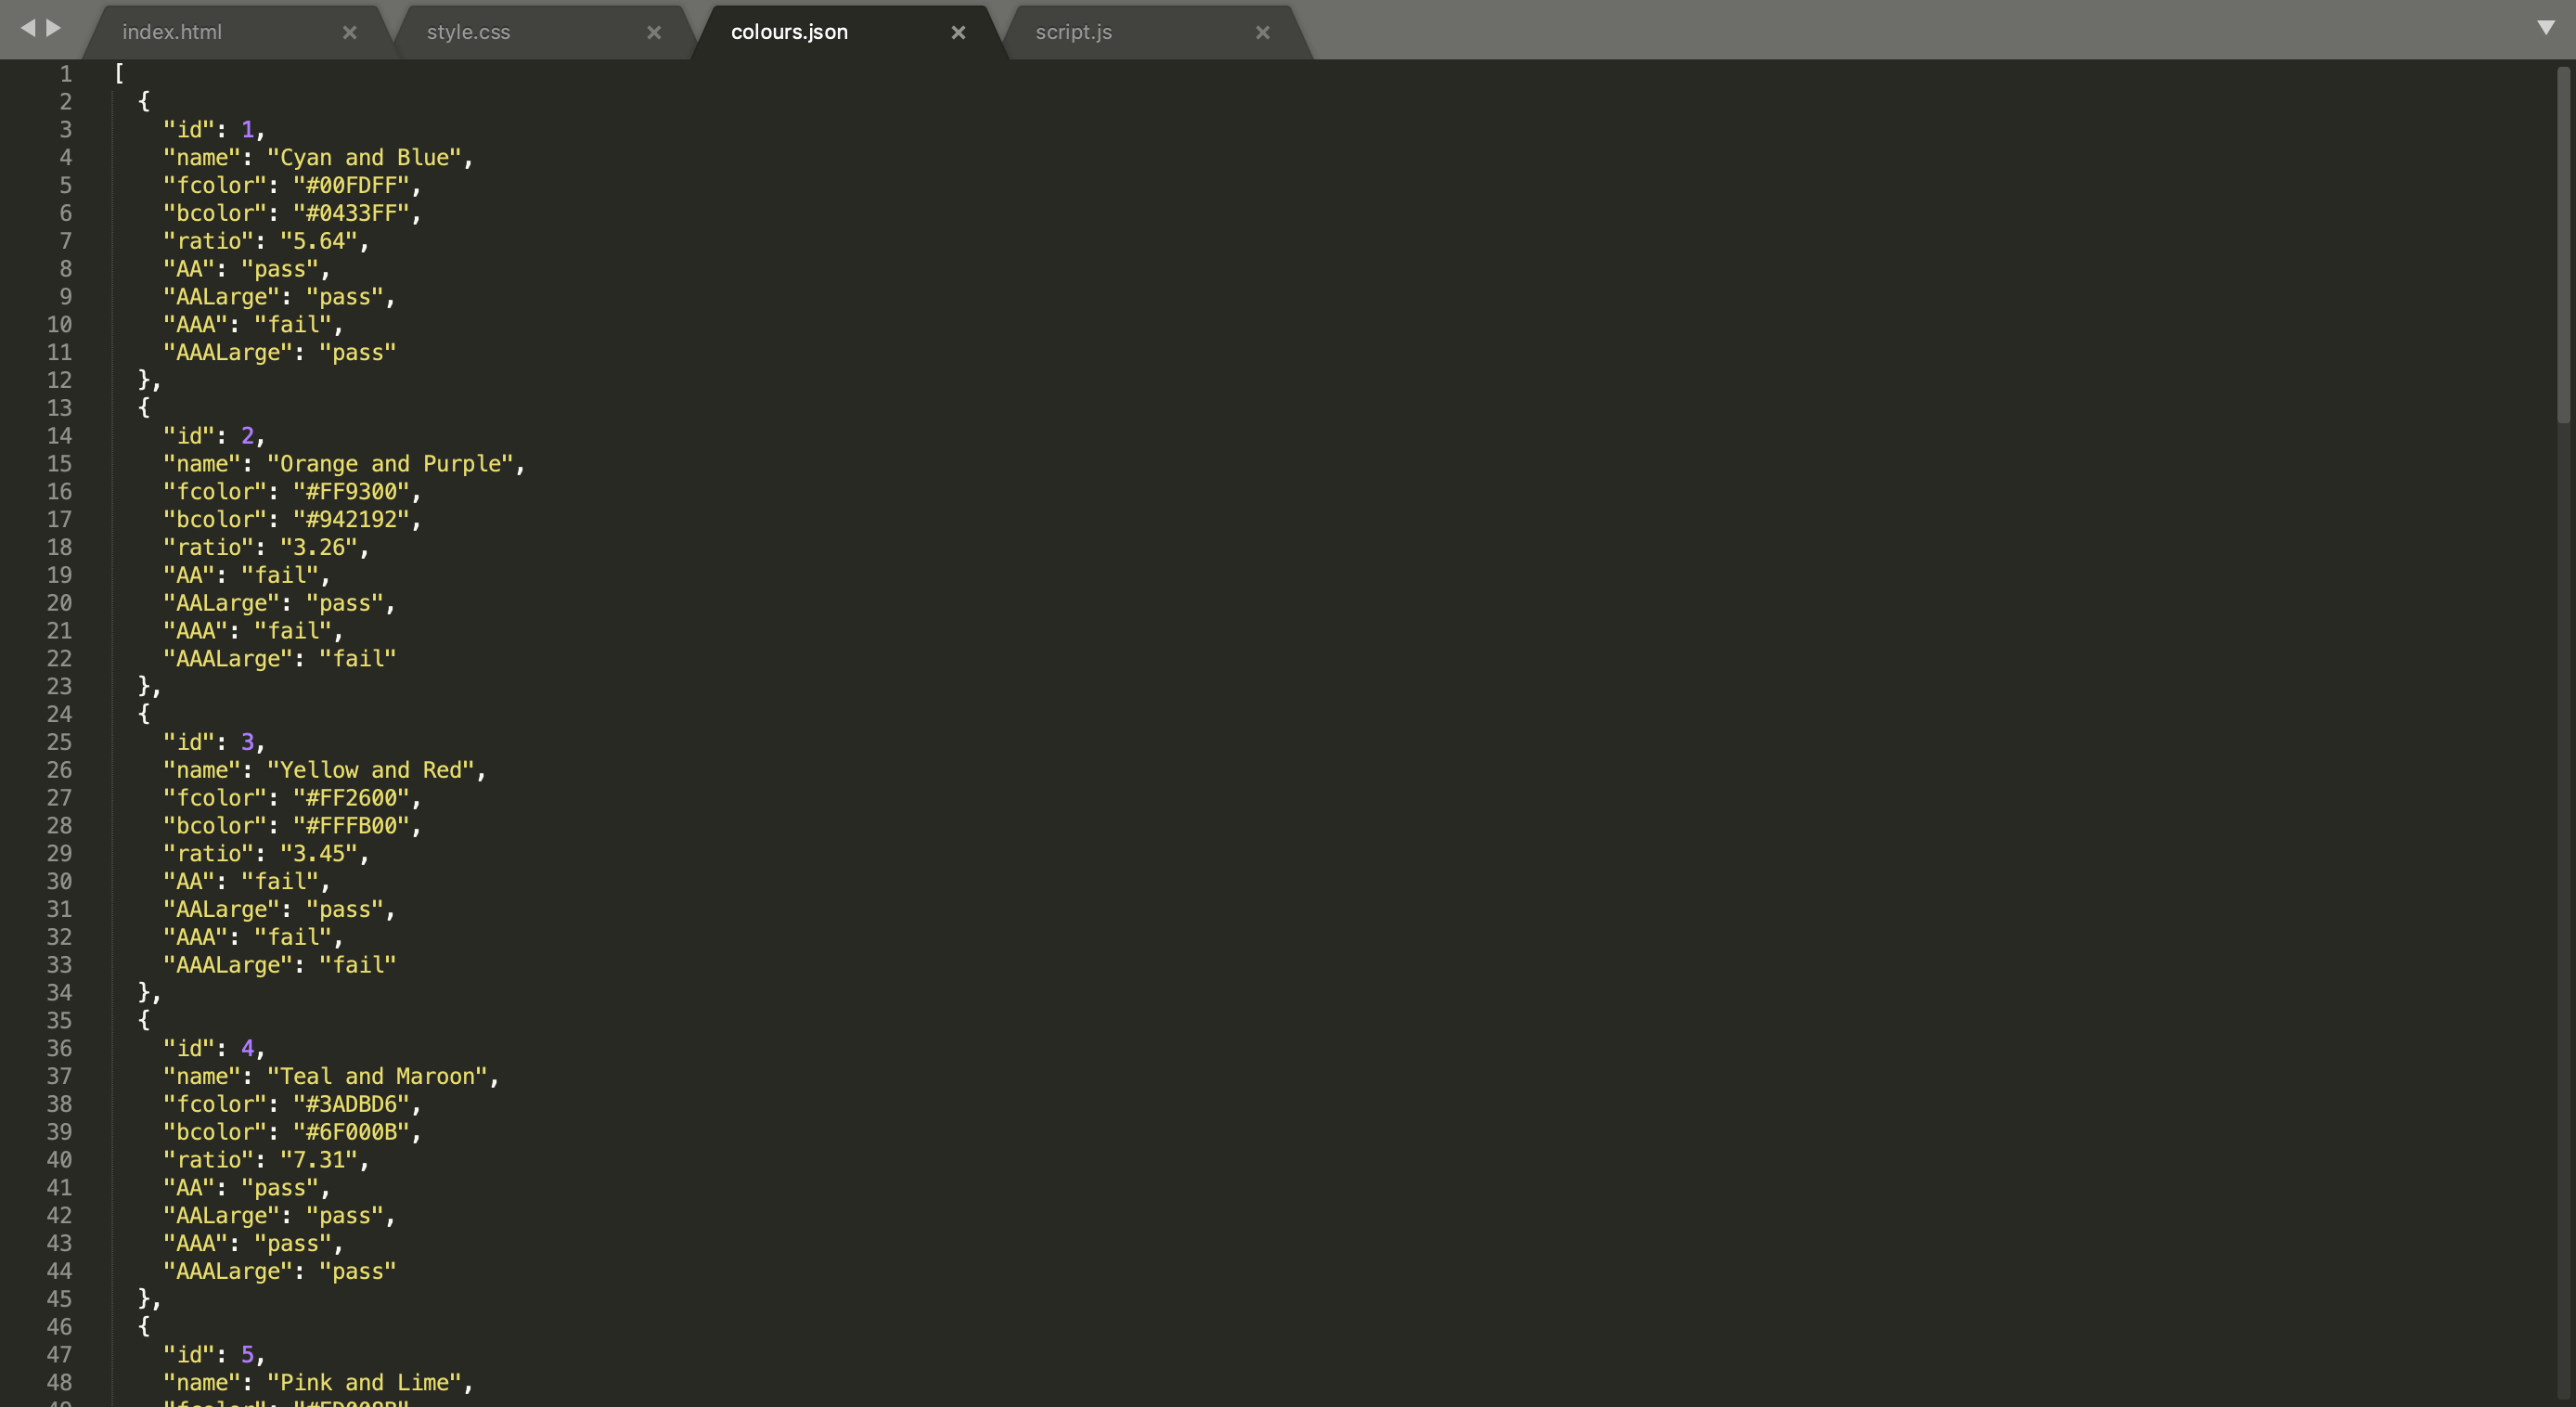 index.html × style.css × colours.json × script.js ×
1 [
2 {
3 "id": 1,
4 "name": "Cyan and Blue",
5 "fcolor": "#00FDFF",
6 "bcolor": "#0433FF",
7 "ratio": "5.64",
8 "AA": "pass",
9 "AALarge": "pass",
10 "AAA": "fail",
11 "AAALarge": "pass"
12 },
13 {
14 "id": 2,
15 "name": "Orange and Purple",
16 "fcolor": "#FF9300",
17 "bcolor": "#942192",
18 "ratio": "3.26",
19 "AA": "fail",
20 "AALarge": "pass",
21 "AAA": "fail",
22 "AAALarge": "fail"
23 },
24 {
25 "id": 3,
26 "name": "Yellow and Red",
27 "fcolor": "#FF2600",
28 "bcolor": "#FFFB00",
29 "ratio": "3.45",
30 "AA": "fail",
31 "AALarge": "pass",
32 "AAA": "fail",
33 "AAALarge": "fail"
34 },
35 {
36 "id": 4,
37 "name": "Teal and Maroon",
38 "fcolor": "#3ADBD6",
39 "bcolor": "#6F000B",
40 "ratio": "7.31",
41 "AA": "pass",
42 "AALarge": "pass",
43 "AAA": "pass",
44 "AAALarge": "pass"
45 },
46 {
47 "id": 5,
48 "name": "Pink and Lime",
49 "fcolor":